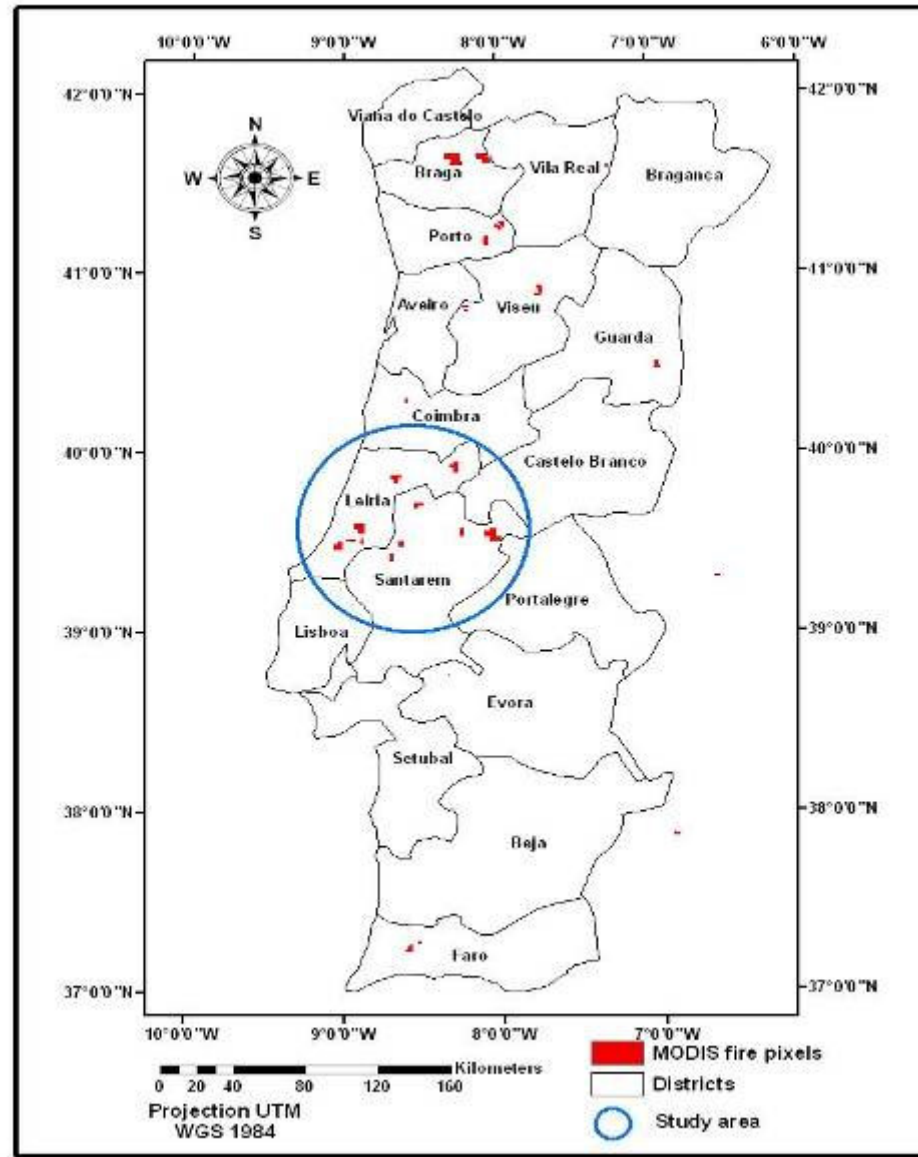 10°0'0"W 9°0'0"W 8°0'0"W 7°0'0"W 6°0'0"W
42°0'0"N 42°0'0"N
Viana do Castelo
N
W E
S
Braga
Vila Real
Braganca
Porto
41°0'0"N 41°0'0"N
Aveiro
Viseu
Guarda
Coimbra
40°0'0"N 40°0'0"N
Castelo Branco
Leiria
Santarem
Portalegre
39°0'0"N 39°0'0"N
Lisboa
Evora
Setubal
38°0'0"N 38°0'0"N
Beja
Faro
37°0'0"N 37°0'0"N
10°0'0"W 9°0'0"W 8°0'0"W 7°0'0"W
Kilometers
0 20 40 80 120 160
Projection UTM
WGS 1984
MODIS fire pixels
Districts
Study area